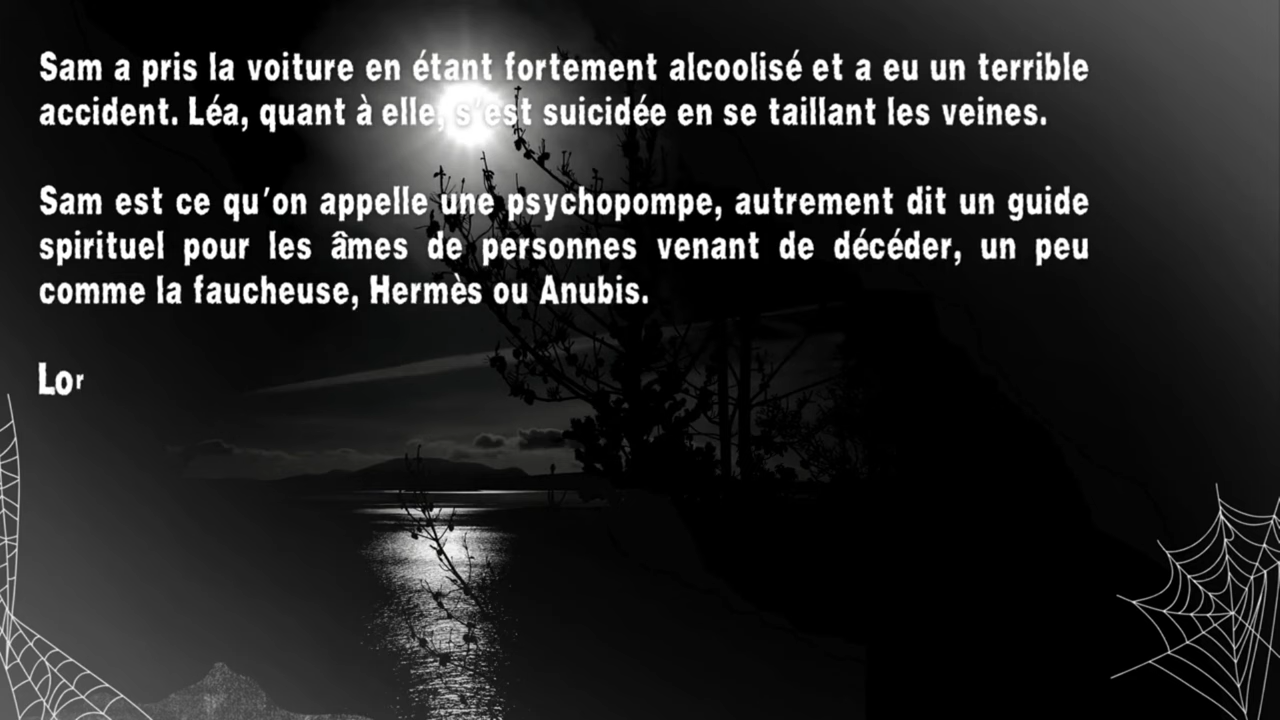 Sam a pris la voiture en étant fortement alcoolisé et a eu un terrible
accident. Léa, quant à elle, s'est suicidée en se taillant les veines.
Sam est ce qu'on appelle une psychopompe, autrement dit un guide
spirituel pour les âmes de personnes venant de décéder, un peu
comme la faucheuse, Hermès ou Anubis.
Lor